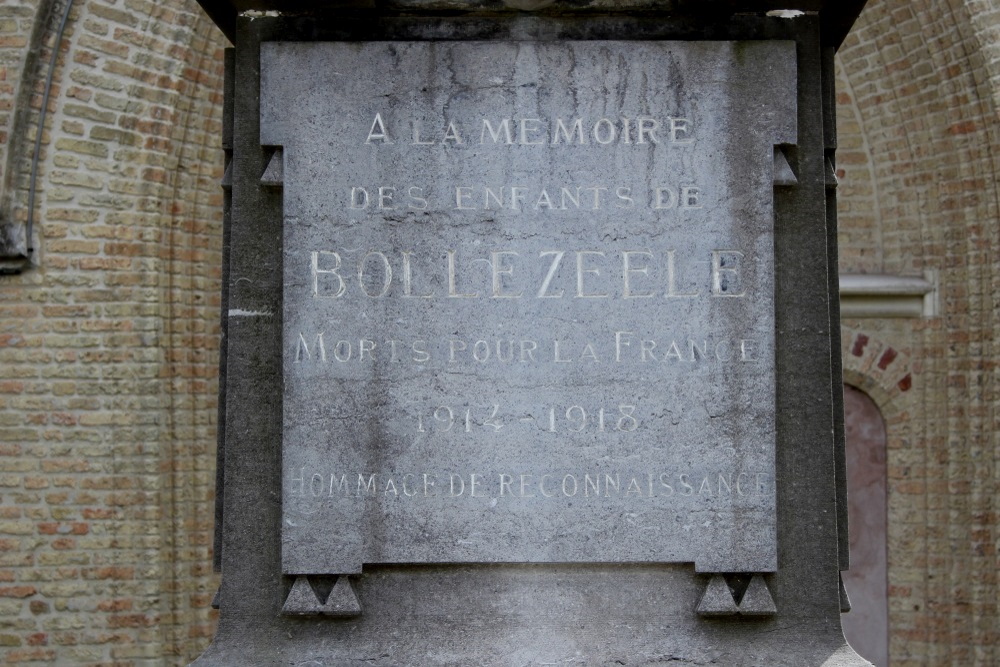 A LA MEMOIRE
DES ENFANTS DE
BOLLEZEELE
MORTS POUR LA FRANCE
1914-1918
HOMMAGE DE RECONNAISSANCE